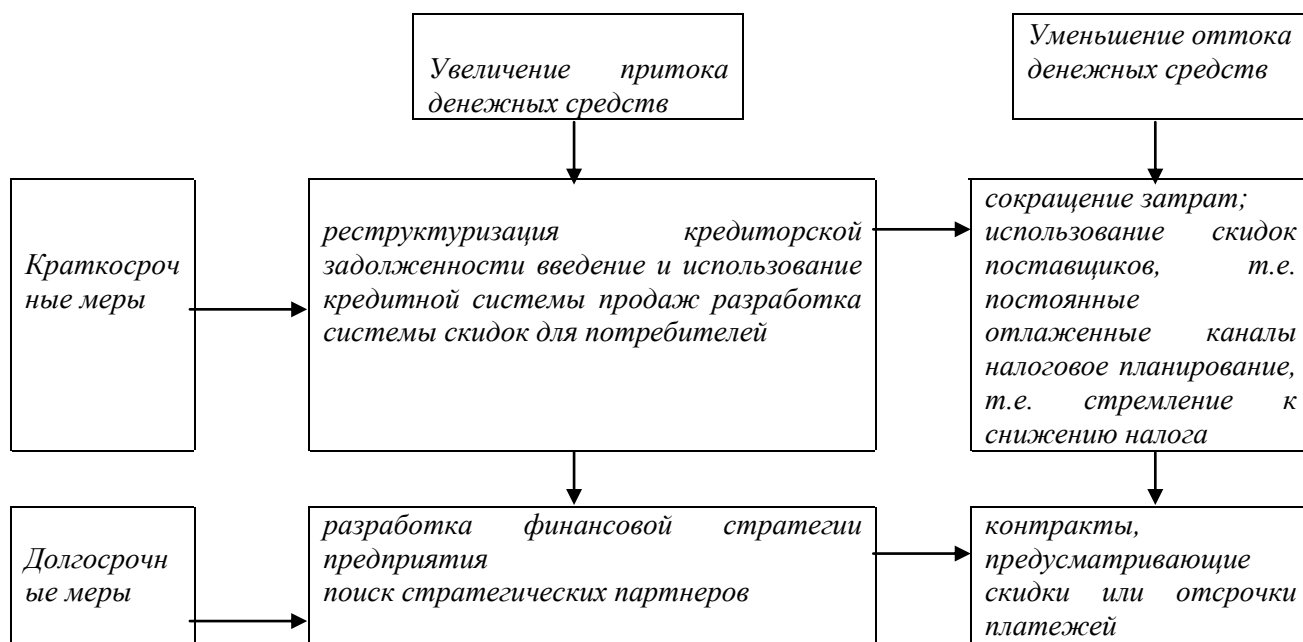 Увеличение притока
денежных средств
Уменьшение оттока
денежных средств
Краткосроч
ные меры
реструктуризация кредиторской
задолженности введение и использование
кредитной системы продаж разработка
системы скидок для потребителей
сокращение затрат;
использование скидок
поставщиков, т.е.
постоянные
отлаженные каналы
налоговое планирование,
т.е. стремление к
снижению налога
Долгосрочн
ые меры
разработка финансовой стратегии
предприятия
поиск стратегических партнеров
контракты,
предусматривающие
скидки или отсрочки
платежей